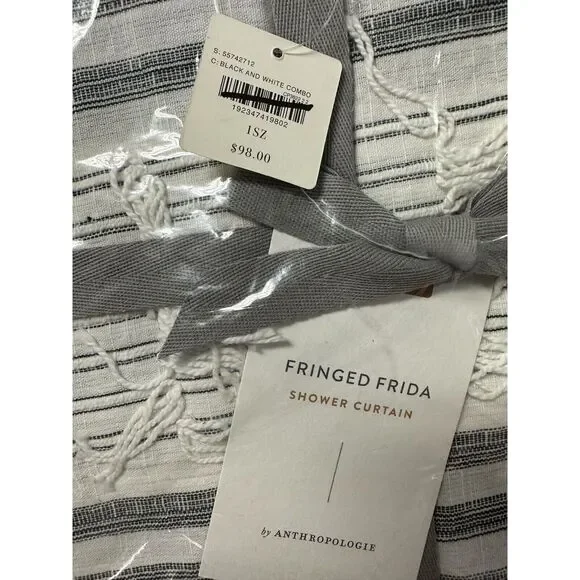 S: 55742712
C: BLACK AND WHITE COMBO
192347419802
1SZ
$98.00
FRINGED FRIDA
SHOWER CURTAIN
by ANTHROPOLOGIE